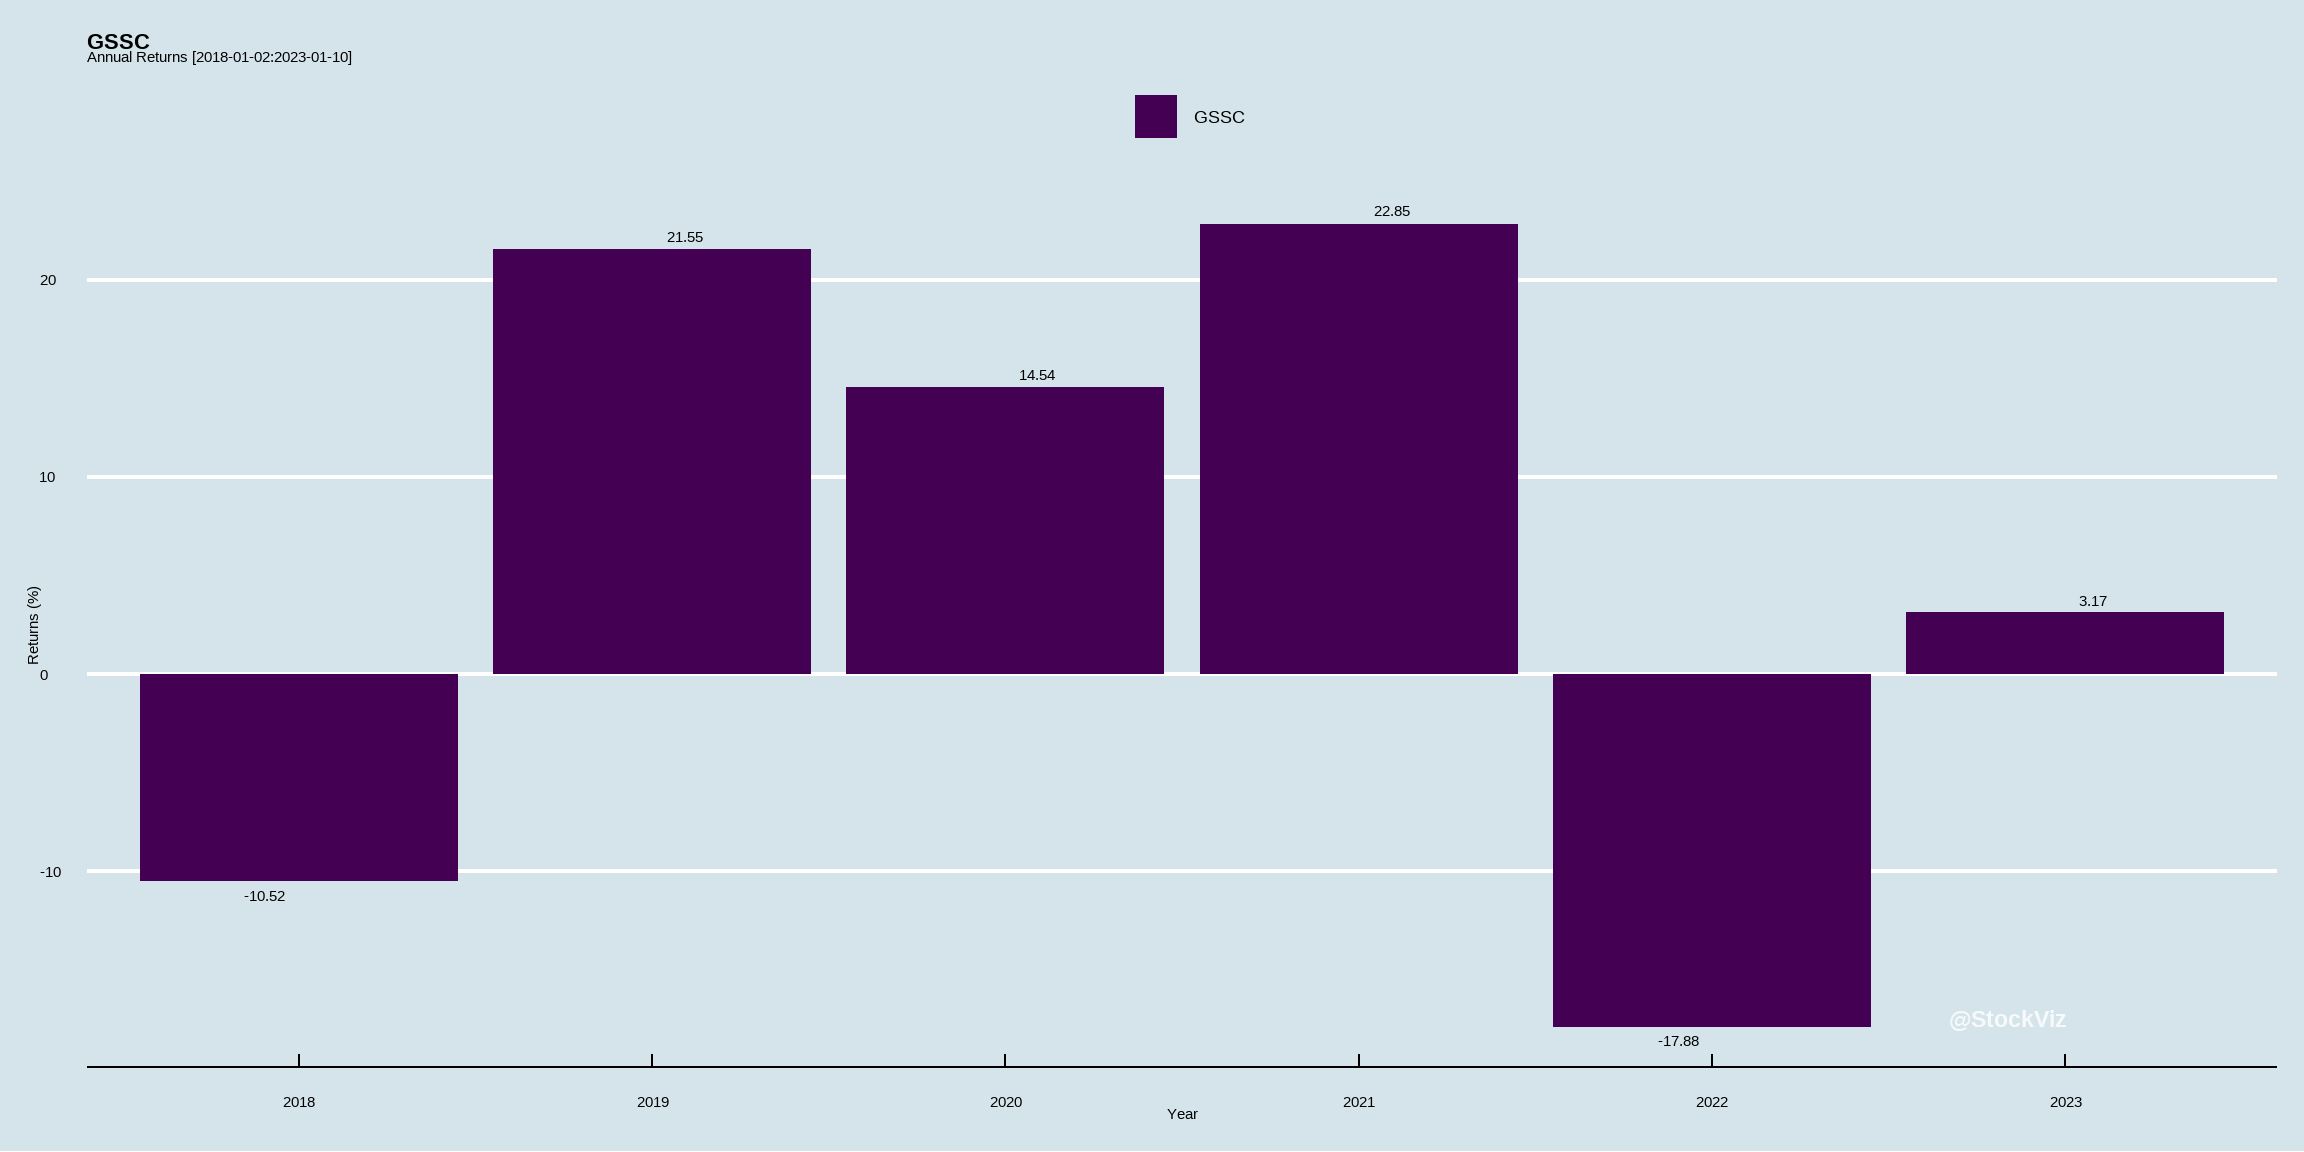 GSSC
Annual Returns [2018-01-02:2023-01-10]
GSSC
22.85
21.55
20
14.54
10
3.17
Returns (%)
0
-10
-10.52
@StockViz
-17.88
2018 2019 2020 2021 2022 2023
Year